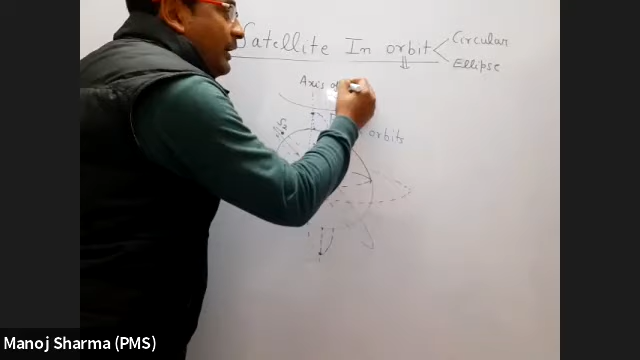 Satellite In orbit
Circular
Ellipse
Axis of
orbits
Manoj Sharma (PMS)